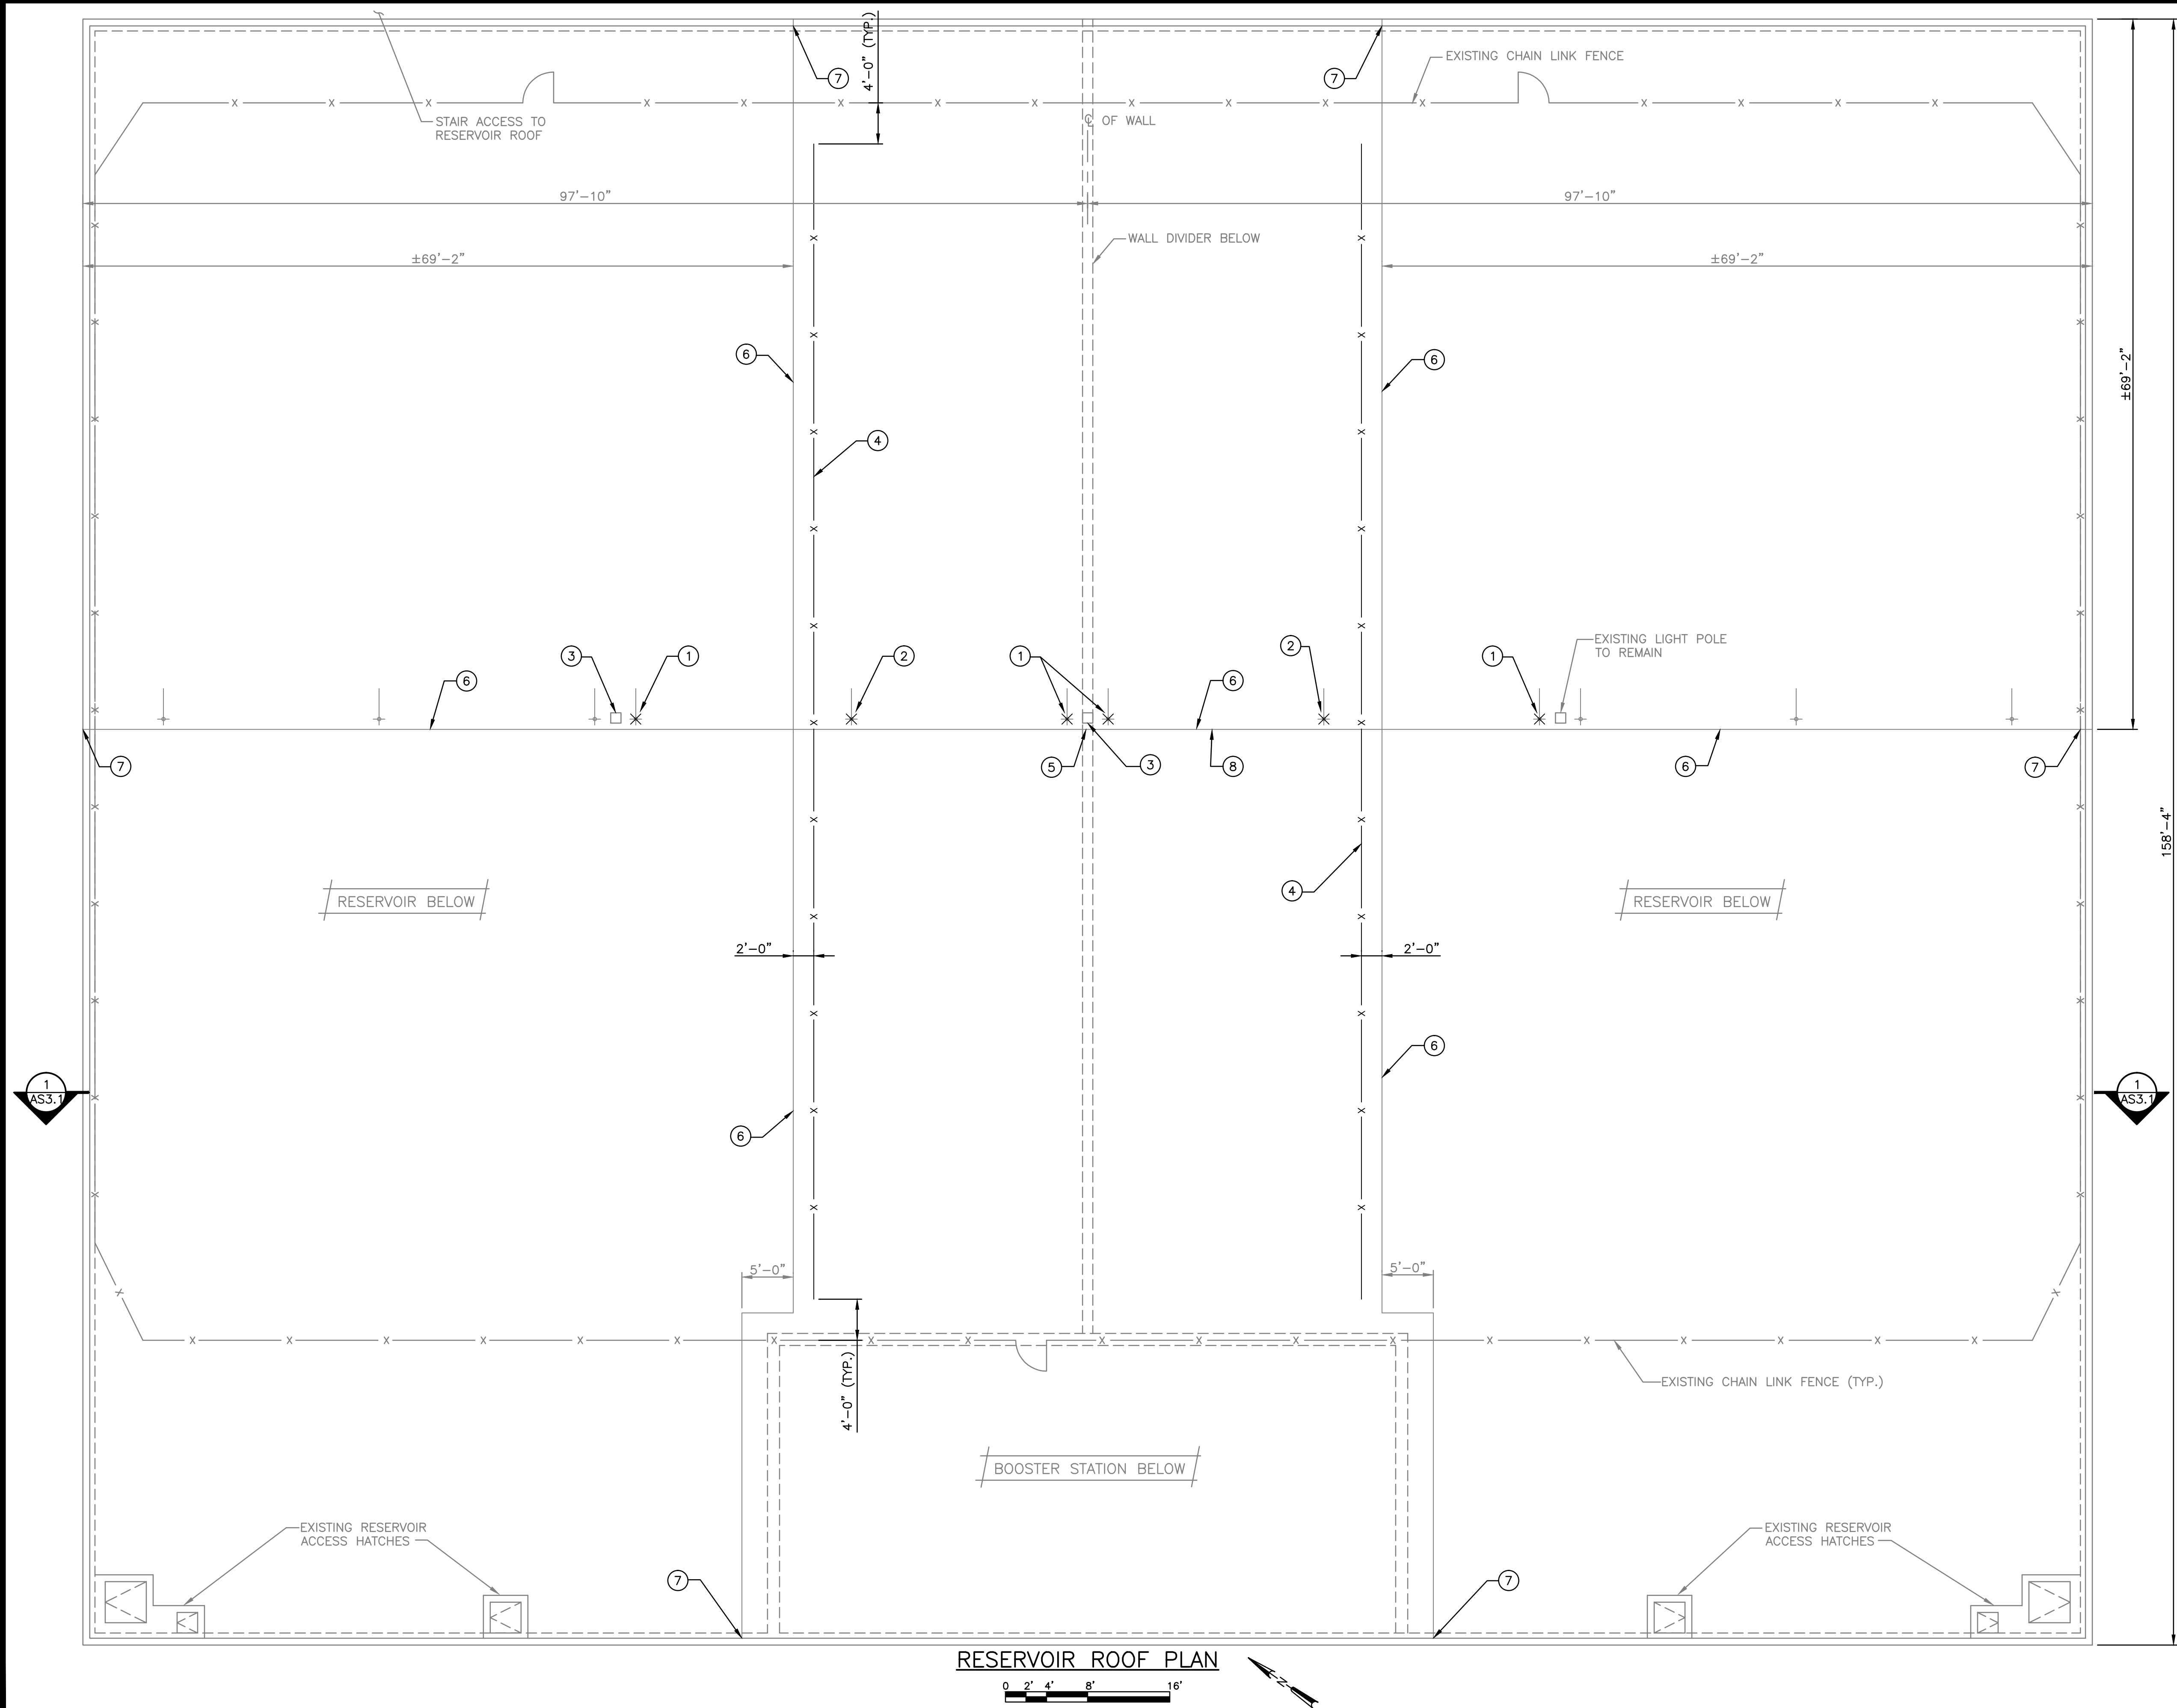 4'-0" (TYP.)
7
7
EXISTING CHAIN LINK FENCE
STAIR ACCESS TO
RESERVOIR ROOF
℄ OF WALL
97'-10"
97'-10"
WALL DIVIDER BELOW
±69'-2"
±69'-2"
±69'-2"
6
6
4
EXISTING LIGHT POLE
TO REMAIN
3
1
2
1
2
1
6
6
7
5
3
8
6
7
158'-4"
RESERVOIR BELOW
4
RESERVOIR BELOW
2'-0"
2'-0"
6
1
AS3.1
1
AS3.1
6
5'-0"
5'-0"
4'-0" (TYP.)
EXISTING CHAIN LINK FENCE (TYP.)
BOOSTER STATION BELOW
EXISTING RESERVOIR
ACCESS HATCHES
EXISTING RESERVOIR
ACCESS HATCHES
7
7
RESERVOIR ROOF PLAN
N
0 2' 4' 8' 16'